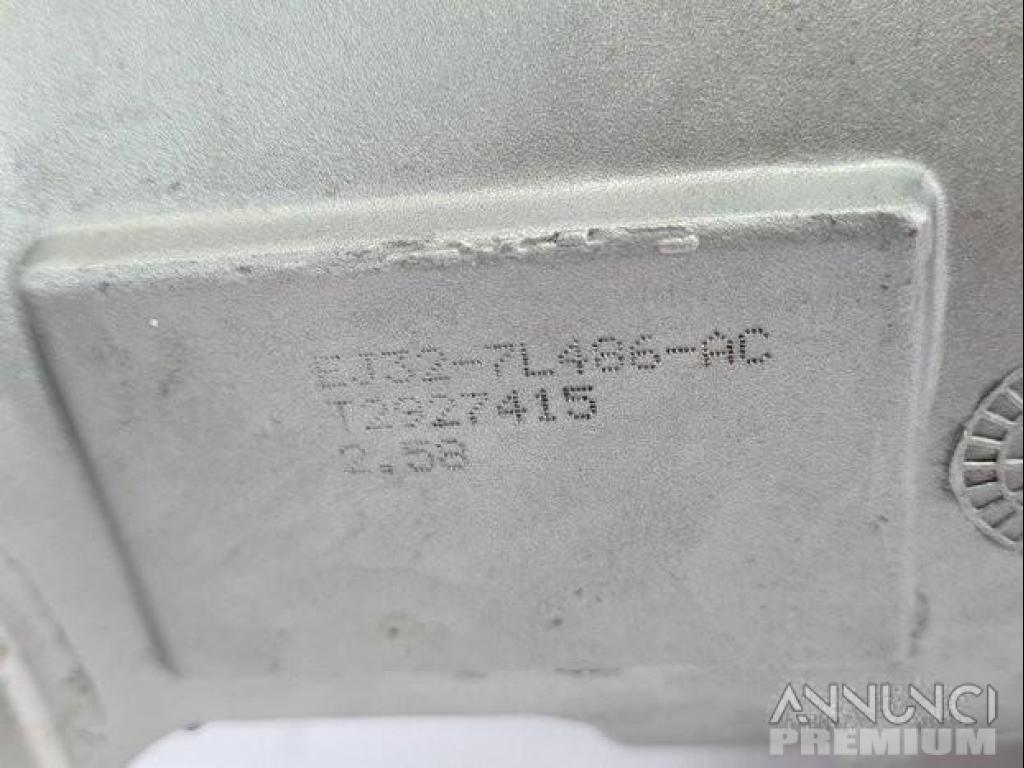 EJ32-7L486-AC
T2927415
2.58
ANNUNCI
PREMIUM